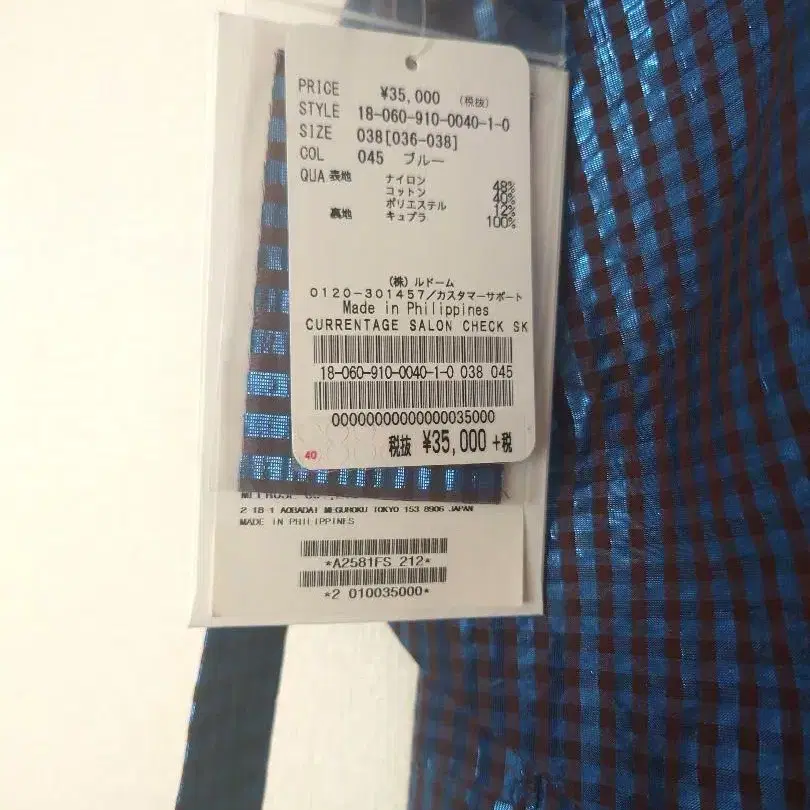 PRICE ¥35,000 (税抜)
STYLE 18-060-910-0040-1-0
SIZE 038[036-038]
COL 045 ブルー
QUA 表地 ナイロン 48%
コットン 40%
ポリエステル 12%
裏地 キュプラ 100%
(株)ルドーム
0120-301457/カスタマーサポート
Made in Philippines
CURRENTAGE SALON CHECK SK
18-060-910-0040-1-0 038 045
00000000000000035000
40 税抜 ¥35,000 +税
2 18 1 AOBADAI MEGUROKU TOKYO 153 8906 JAPAN
MADE IN PHILIPPINES
*A2581FS 212*
*2 010035000*